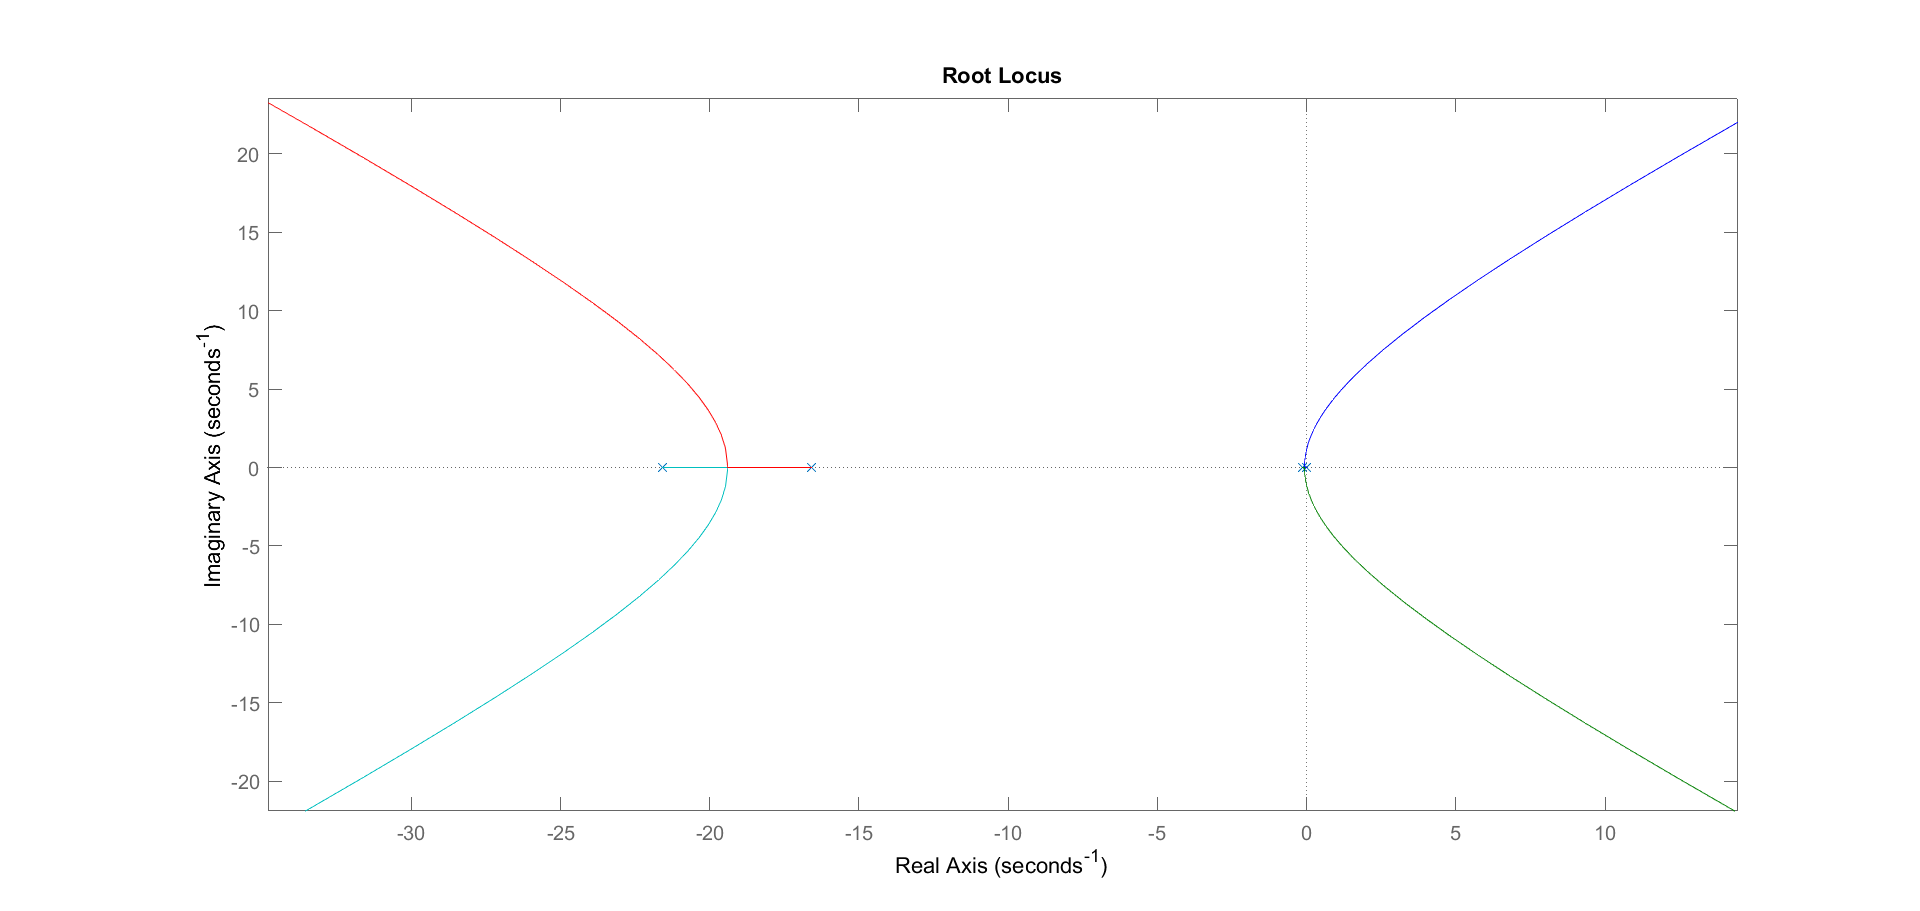 Root Locus
20
15
10
5
0
-5
-10
-15
-20
Imaginary Axis (seconds⁻¹)
-30 -25 -20 -15 -10 -5 0 5 10
Real Axis (seconds⁻¹)